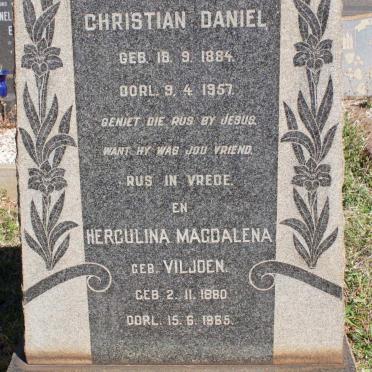 CHRISTIAN DANIEL
GEB. 18. 9. 1884.
OORL. 9. 4. 1957.
GENIET DIE RUS BY JESUS.
WANT HY WAS JOU VRIEND.
RUS IN VREDE.
EN
HERCULINA MAGDALENA
GEB. VILJOEN.
GEB 2. 11. 1880
OORL. 15. 6. 1965.